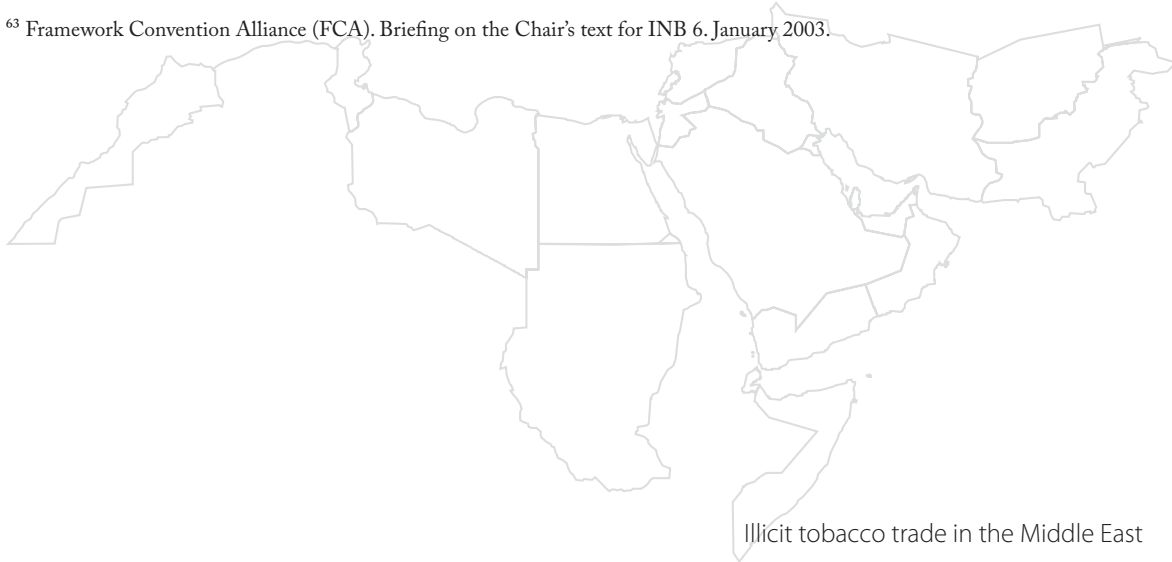 ⁶³ Framework Convention Alliance (FCA). Briefing on the Chair’s text for INB 6. January 2003.
Illicit tobacco trade in the Middle East